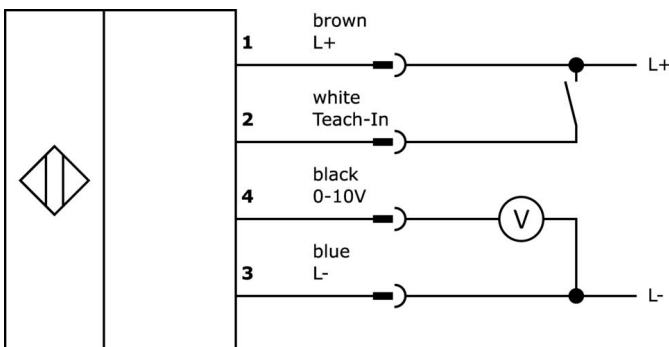 brown
1 L+
L+
white
2 Teach-In
black
4 0-10V
V
blue
3 L-
L-